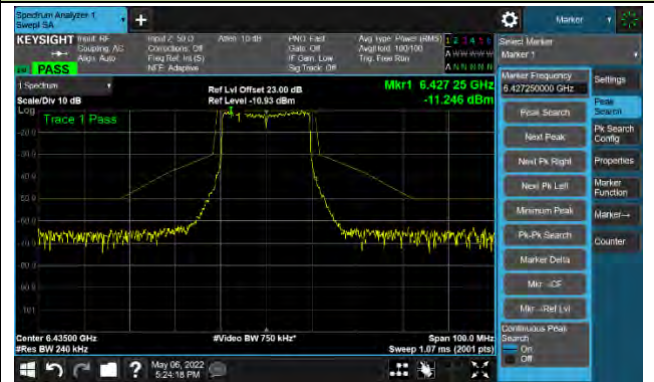 Spectrum Analyzer 1
Swept SA
+
Marker
KEYSIGHT Input: RF Input Z: 50 Ω Atten: 10 dB PNO: Fast Avg Type: Power (RMS) 1 2 3 4 5 6
Coupling: AC Corrections: Off Gate: Off Avg|Hold: 100/100 A W W W W W
Align: Auto Freq Ref: Int (S) IF Gain: Low Trig: Free Run
NFE: Adaptive Sig Track: Off A N N N N N
PASS
Select Marker
Marker 1
1 Spectrum
Ref Lvl Offset 23.00 dB
Mkr1 6.427 25 GHz
Scale/Div 10 dB
Ref Level -10.93 dBm
-11.246 dBm
Log
Trace 1 Pass
1
Marker Frequency
6.427250000 GHz
Settings
Peak Search
Peak Search
Next Peak
Pk Search Config
Next Pk Right
Properties
Next Pk Left
Marker Function
Minimum Peak
Marker→
Pk-Pk Search
Counter
Marker Delta
Mkr→CF
Mkr→Ref Lvl
Continuous Peak Search
On
Off
Center 6.43500 GHz
#Video BW 750 kHz*
Span 100.0 MHz
#Res BW 240 kHz
Sweep 1.07 ms (2001 pts)
?
May 06, 2022
5:24:18 PM